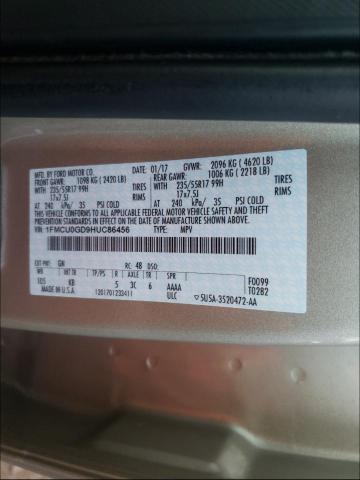 MFD. BY FORD MOTOR CO.
01/17 GVWR: 2096 KG ( 4620 LB)
FRONT GAWR: 1098 KG ( 2420 LB)
REAR GAWR: 1006 KG ( 2218 LB)
WITH 235/55R17 99H TIRES
WITH 235/55R17 99H TIRES
17x7.5J RIMS
17x7.5J RIMS
AT 240 kPa/ 35 PSI COLD
AT 240 kPa/ 35 PSI COLD
THIS VEHICLE CONFORMS TO ALL APPLICABLE FEDERAL MOTOR VEHICLE SAFETY AND THEFT PREVENTION STANDARDS IN EFFECT ON THE DATE OF MANUFACTURE SHOWN ABOVE.
VIN: 1FMCU0GD9HUC86456 TYPE: MPV
EXT PNT: GN RC: 48 DSO:
WB INT TR TP/PS R AXLE TR SPR
KB 5 3C 6 AAAA F0099
MADE IN U.S.A. 1201701233411 ULC T0282
5U5A-3520472-AA